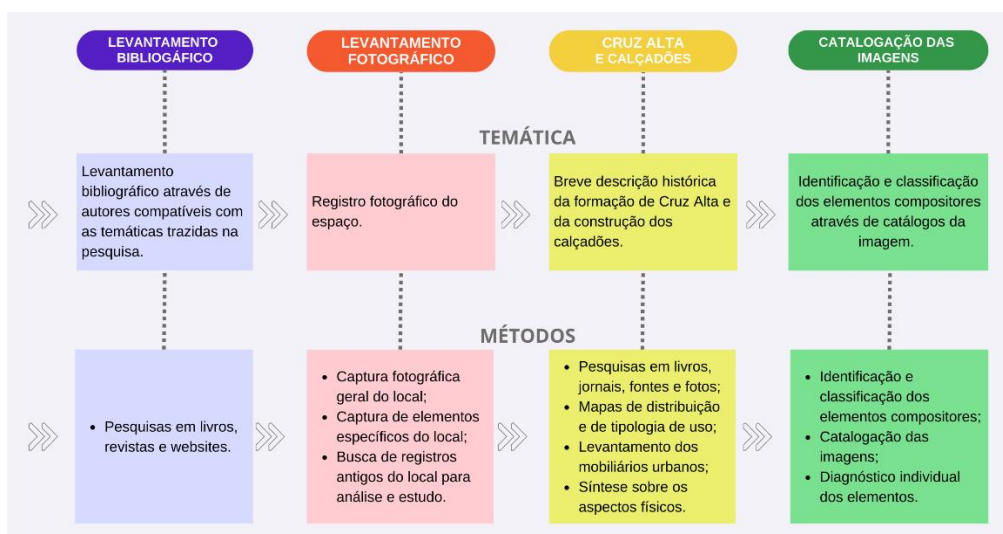 LEVANTAMENTO
BIBLIOGÁFICO
LEVANTAMENTO
FOTOGRÁFICO
CRUZ ALTA
E CALÇADÕES
CATALOGAÇÃO DAS
IMAGENS
TEMÁTICA
Levantamento
bibliográfico através de
autores compatíveis com
as temáticas trazidas na
pesquisa.
Registro fotográfico do
espaço.
Breve descrição histórica
da formação de Cruz Alta e
da construção dos
calçadões.
Identificação e classificação
dos elementos compositores
através de catálogos da
imagem.
MÉTODOS
• Pesquisas em livros,
revistas e websites.
• Captura fotográfica
geral do local;
• Captura de elementos
específicos do local;
• Busca de registros
antigos do local para
análise e estudo.
• Pesquisas em livros,
jornais, fontes e fotos;
• Mapas de distribuição
e de tipologia de uso;
• Levantamento dos
mobiliários urbanos;
• Síntese sobre os
aspectos físicos.
• Identificação e
classificação dos
elementos compositores;
• Catalogação das
imagens;
• Diagnóstico individual
dos elementos.